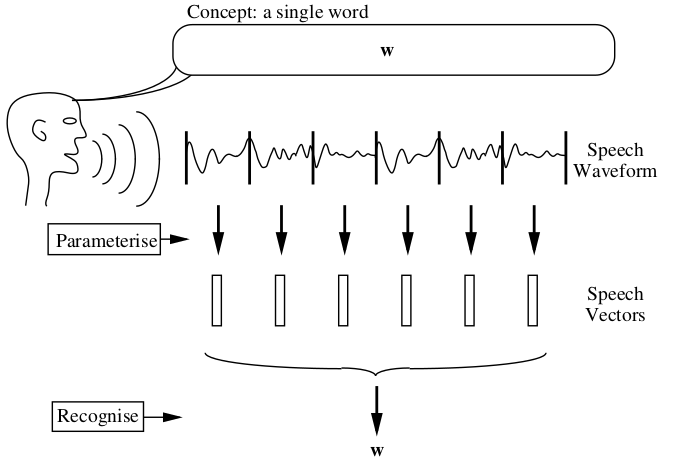 Concept: a single word
w
Speech
Waveform
Parameterise
Speech
Vectors
Recognise
w